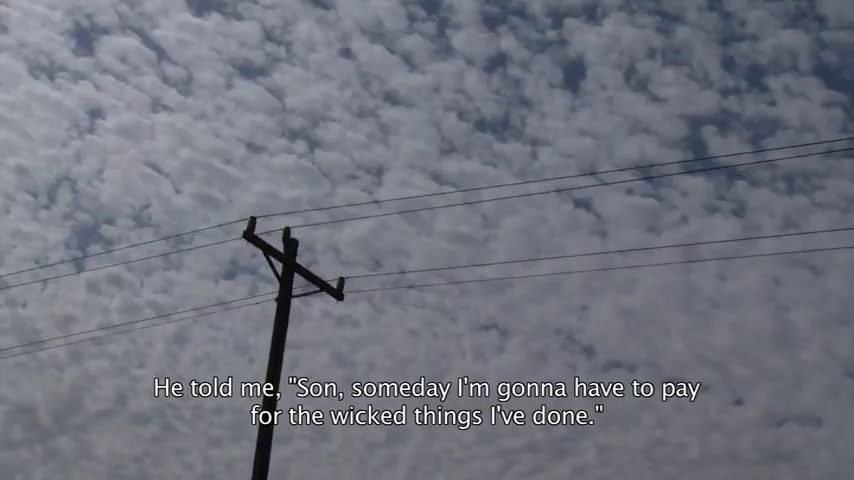 He told me, "Son, someday I'm gonna have to pay
for the wicked things I've done."